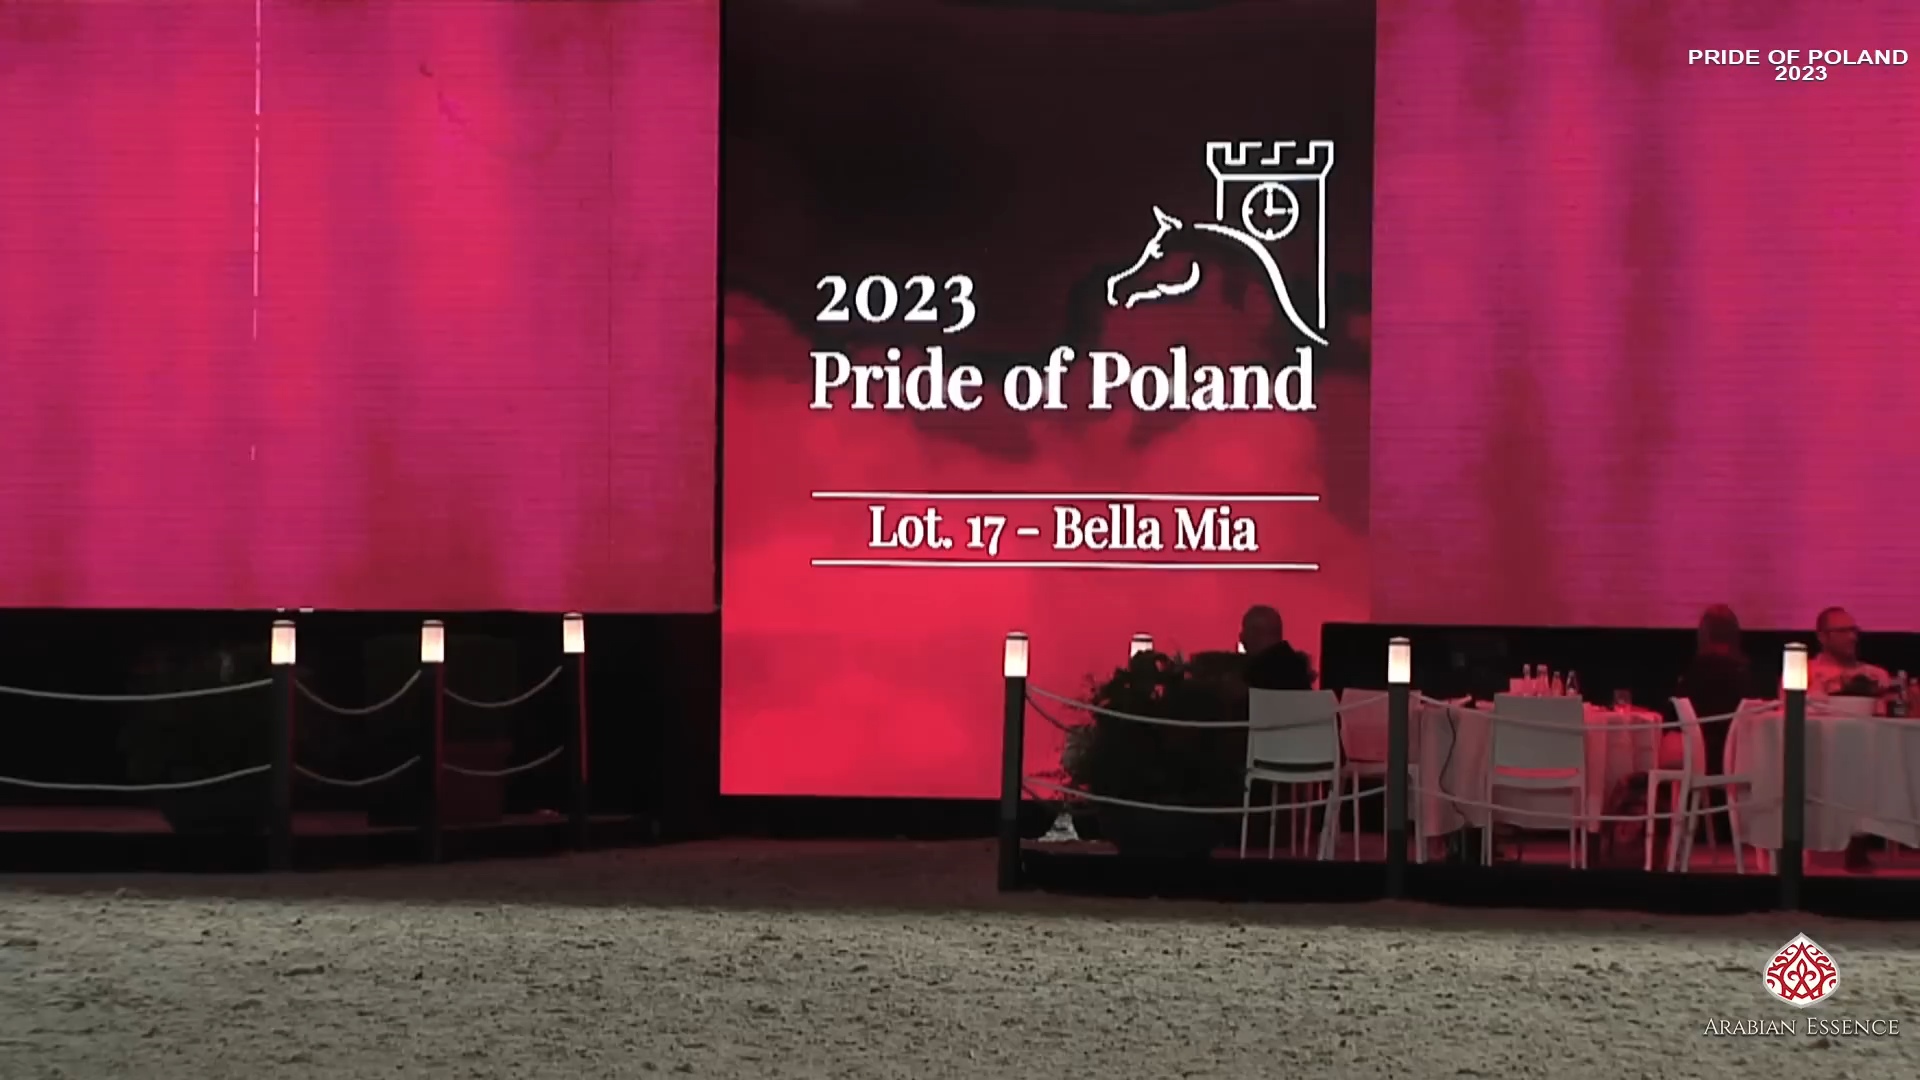 PRIDE OF POLAND
2023
2023
Pride of Poland
Lot. 17 - Bella Mia
ARABIAN ESSENCE